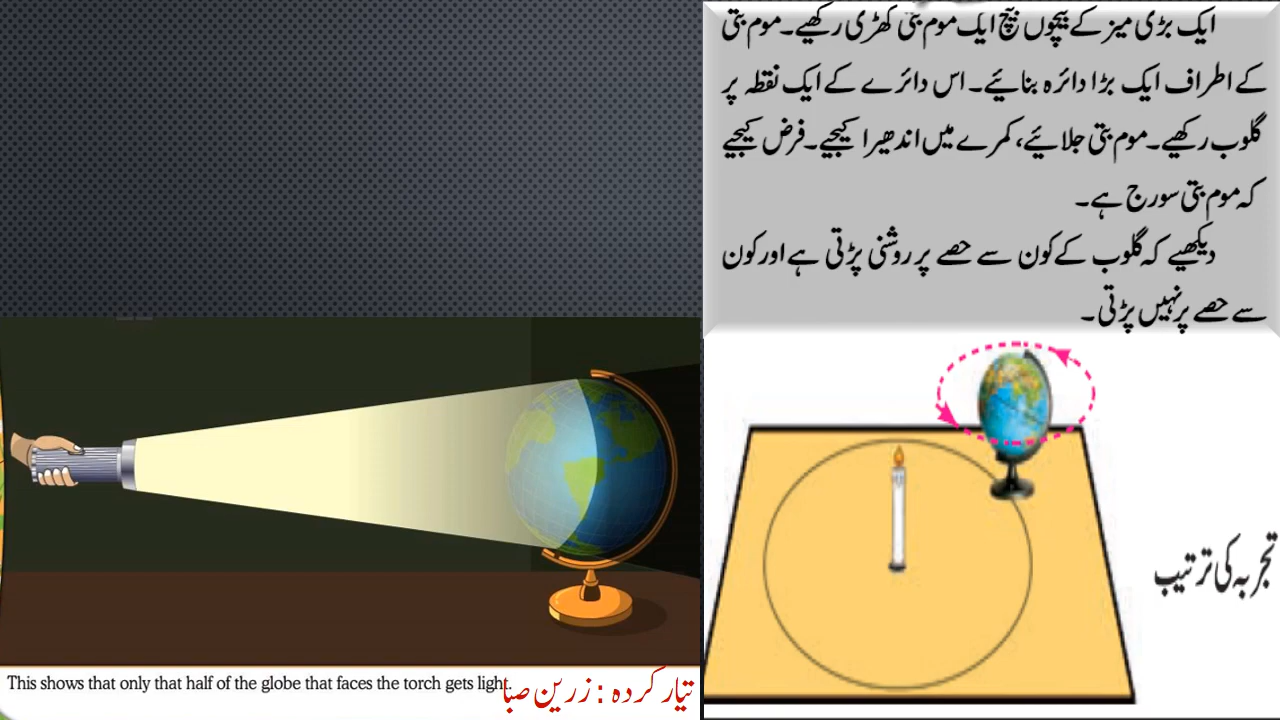 ایک بڑی میز کے بیچوں بیچ ایک موم بتی کھڑی رکھیے۔ موم بتی
کے اطراف ایک بڑا دائرہ بنائیے۔ اس دائرے کے ایک نقطہ پر
گلوب رکھیے۔ موم بتی جلائیے، کمرے میں اندھیرا کیجیے۔ فرض کیجیے
کہ موم بتی سورج ہے۔
دیکھیے کہ گلوب کے کون سے حصے پر روشنی پڑتی ہے اور کون
سے حصے پر نہیں پڑتی۔
تجربہ کی ترتیب
This shows that only that half of the globe that faces the torch gets light.
تیار کردہ : زرین صبا